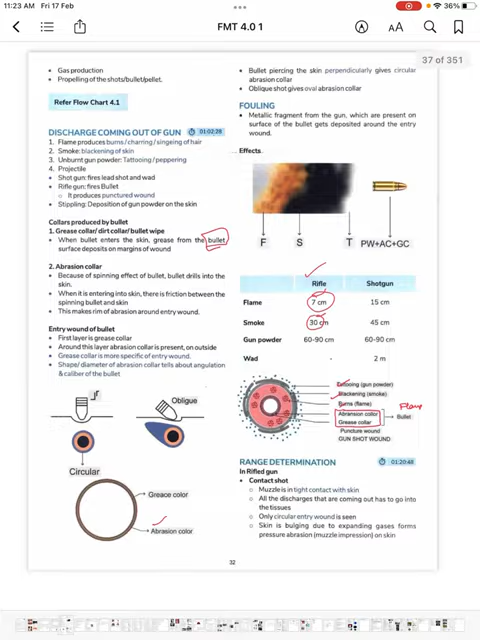 11:23 AM Fri 17 Feb
36%
FMT 4.0 1
AA
37 of 351
• Gas production
• Propelling of the shots/bullet/pellet.
Refer Flow Chart 4.1
DISCHARGE COMING OUT OF GUN 01:02:28
1. Flame produces burns/charring/singeing of hair
2. Smoke: blackening of skin
3. Unburnt gun powder: Tattooing/peppering
4. Projectile
• Shot gun: fires lead shot and wad
• Rifle gun: fires Bullet
○ It produces punctured wound
• Stippling: Deposition of gun powder on the skin
Collars produced by bullet
1. Grease collar/ dirt collar/ bullet wipe
• When bullet enters the skin, grease from the bullet
surface deposits on margins of wound
2. Abrasion collar
• Because of spinning effect of bullet, bullet drills into the
skin.
• When it is entering into skin, there is friction between the
spinning bullet and skin
• This makes rim of abrasion around entry wound.
Entry wound of bullet
• First layer is grease collar
• Around this layer abrasion collar is present, on outside
• Grease collar is more specific of entry wound.
• Shape/ diameter of abrasion collar tells about angulation
& caliber of the bullet
Oblique
Circular
Greace color
Abrasion color
• Bullet piercing the skin perpendicularly gives circular
abrasion collar
• Oblique shot gives oval abrasion collar
FOULING
• Metallic fragment from the gun, which are present on
surface of the bullet gets deposited around the entry
wound.
Effects
F S T PW+AC+GC
Rifle Shotgun
Flame 7 cm 15 cm
Smoke 30 cm 45 cm
Gun powder 60-90 cm 60-90 cm
Wad - 2 m
Tattooing (gun powder)
Blackening (smoke)
Burns (flame)
Flame
Abransion collor
Bullet
Grease collar
Puncture wound
GUN SHOT WOUND
RANGE DETERMINATION 01:20:48
In Rifled gun
• Contact shot
○ Muzzle is in tight contact with skin
○ All the discharges that are coming out has to go into
the tissues
○ Only circular entry wound is seen
○ Skin is bulging due to expanding gases forms
pressure abrasion (muzzle impression) on skin
32